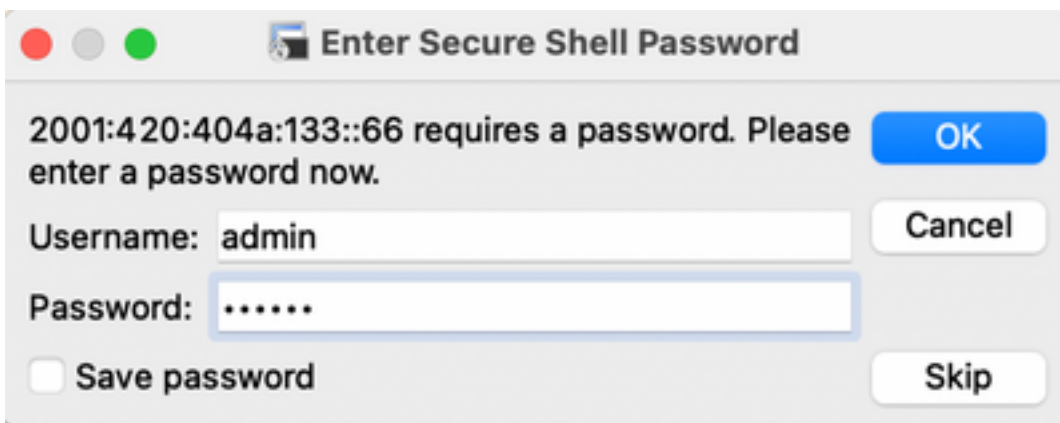 Enter Secure Shell Password
2001:420:404a:133::66 requires a password. Please
enter a password now.
OK
Username: admin
Cancel
Password: ••••••
Save password
Skip